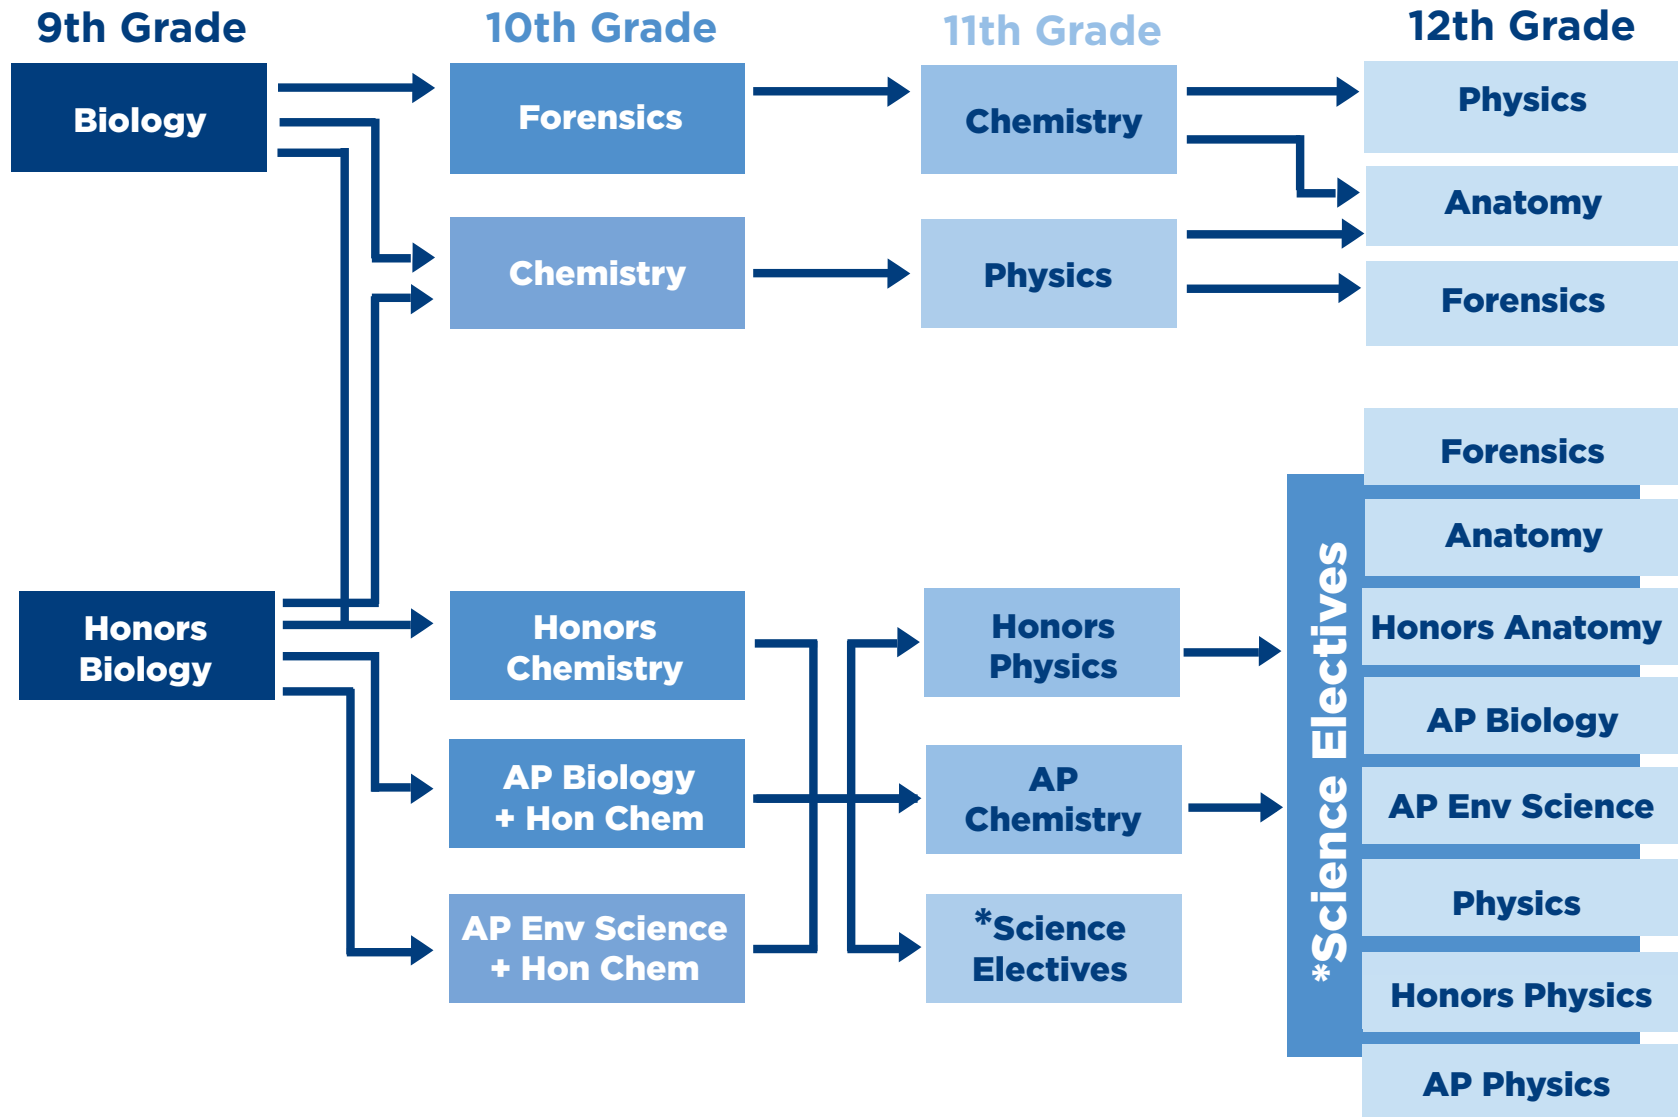 9th Grade
10th Grade
11th Grade
12th Grade
Biology
Forensics
Chemistry
Physics
Anatomy
Chemistry
Physics
Forensics
Honors
Biology
Honors
Chemistry
AP Biology
+ Hon Chem
AP Env Science
+ Hon Chem
Honors
Physics
AP
Chemistry
*Science
Electives
*Science Electives
Forensics
Anatomy
Honors Anatomy
AP Biology
AP Env Science
Physics
Honors Physics
AP Physics